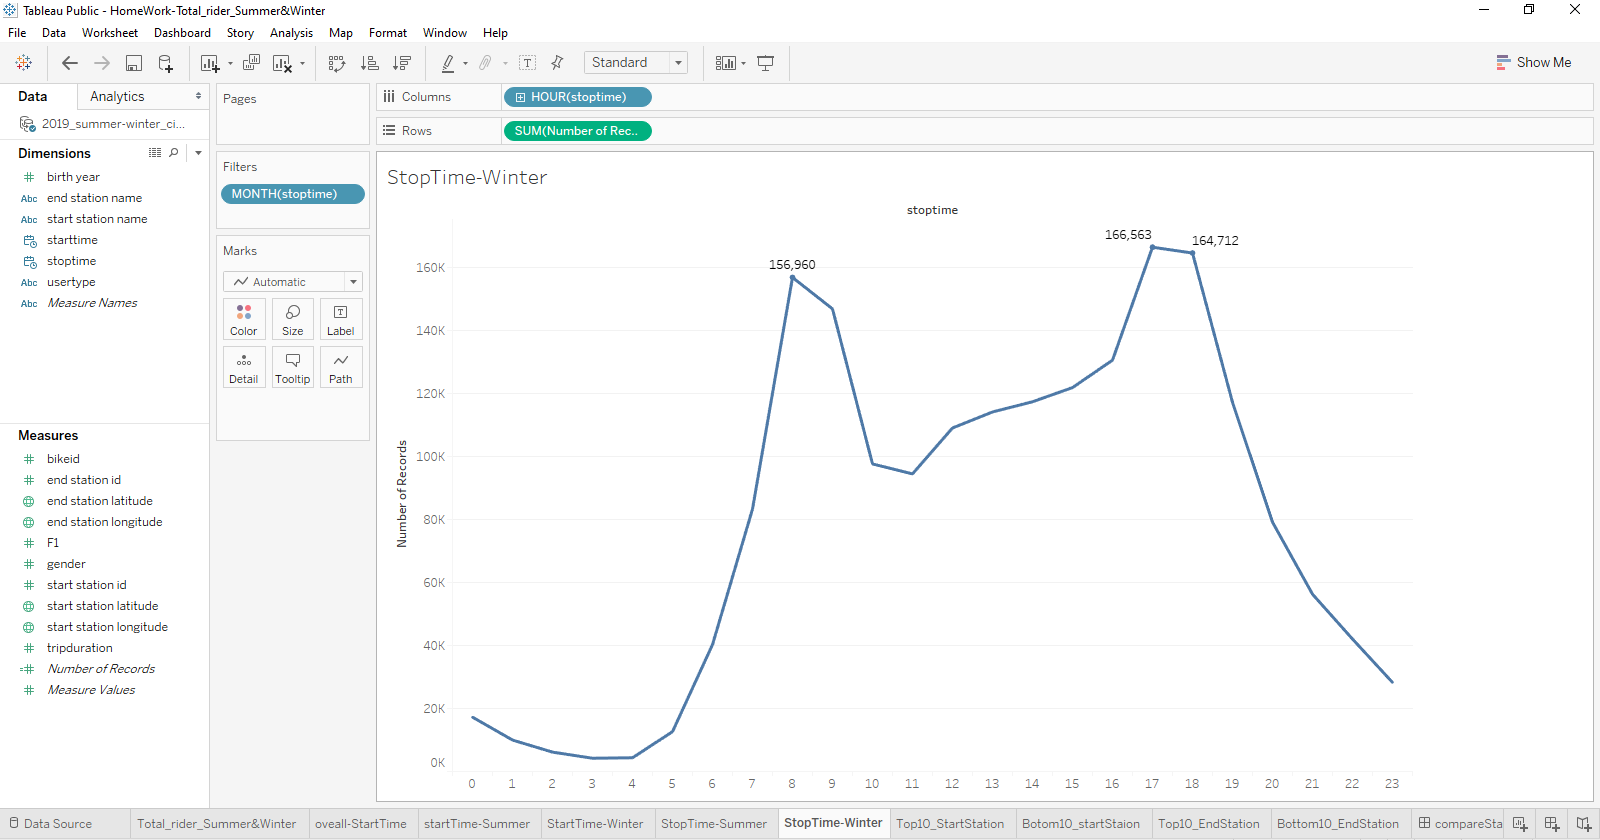 Tableau Public - HomeWork-Total_rider_Summer&Winter
File Data Worksheet Dashboard Story Analysis Map Format Window Help
Standard
Show Me
Data Analytics
2019_summer-winter_ci...
Dimensions
birth year
Abc end station name
Abc start station name
starttime
stoptime
Abc usertype
Abc Measure Names
Measures
bikeid
end station id
end station latitude
end station longitude
F1
gender
start station id
start station latitude
start station longitude
tripduration
Number of Records
Measure Values
Pages
Filters
MONTH(stoptime)
Marks
Automatic
Color Size Label
Detail Tooltip Path
Columns HOUR(stoptime)
Rows SUM(Number of Rec..
StopTime-Winter
stoptime
166,563 164,712
156,960
160K
140K
120K
100K
80K
60K
40K
20K
0K
Number of Records
0 1 2 3 4 5 6 7 8 9 10 11 12 13 14 15 16 17 18 19 20 21 22 23
Data Source Total_rider_Summer&Winter oveall-StartTime startTime-Summer StartTime-Winter StopTime-Summer StopTime-Winter Top10_StartStation Botom10_startStaion Top10_EndStation Bottom10_EndStation compareSta